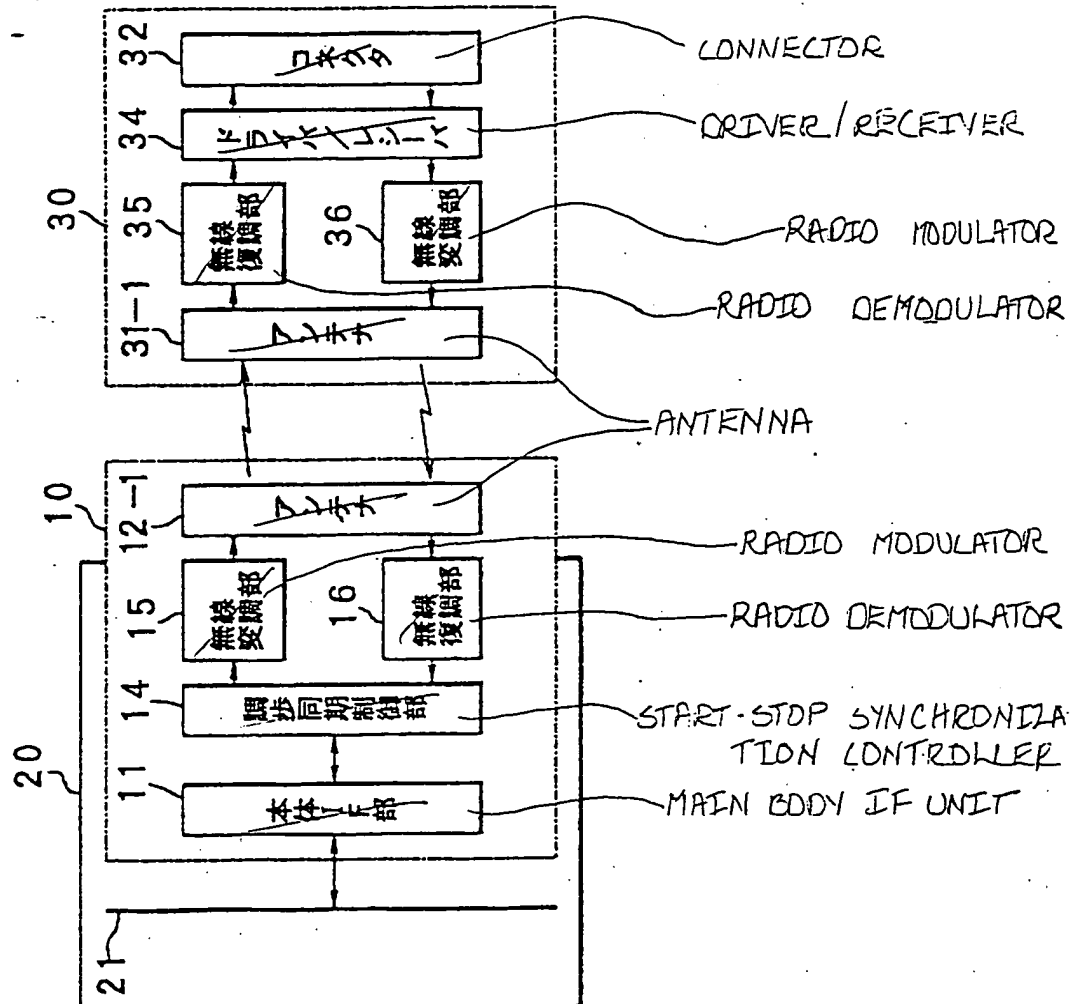 32
コネクタ
CONNECTOR
34
ドライバ/レシーバ
DRIVER/RECEIVER
30
35
無線
復調部
36
無線
変調部
RADIO MODULATOR
RADIO DEMODULATOR
31-1
アンテナ
ANTENNA
10
12-1
アンテナ
15
無線
変調部
RADIO MODULATOR
16
無線
復調部
RADIO DEMODULATOR
14
調歩同期制御部
START-STOP SYNCHRONIZA
TION CONTROLLER
20
11
本体IF部
MAIN BODY IF UNIT
21